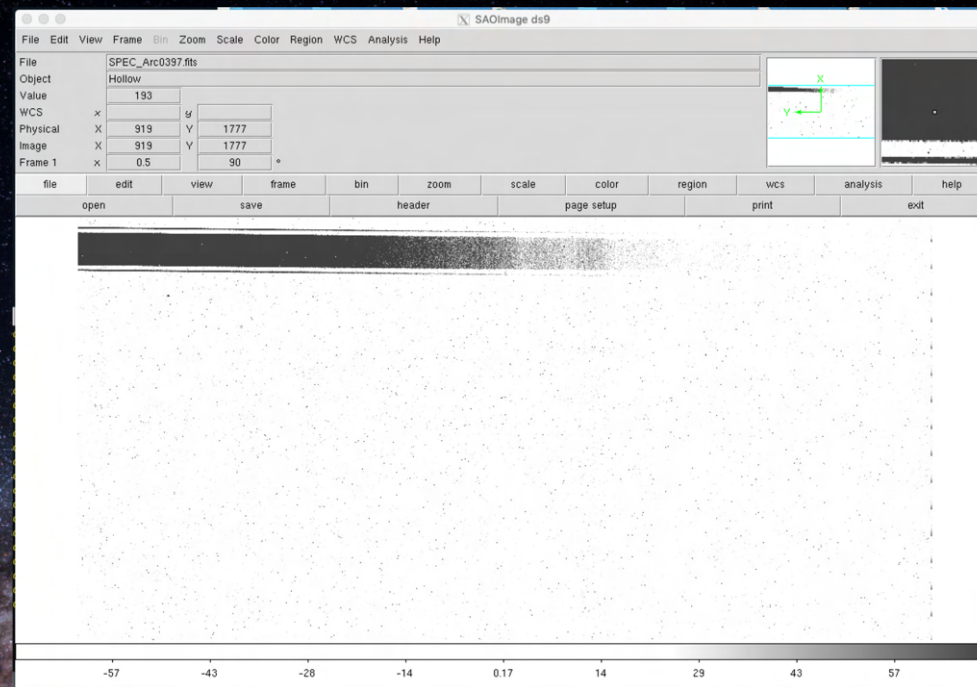 SAOImage ds9
File Edit View Frame Bin Zoom Scale Color Region WCS Analysis Help
File SPEC_Arc0397.fits
Object Hollow
Value 193
WCS x y
Physical X 919 Y 1777
Image X 919 Y 1777
Frame 1 x 0.5 90 °
X
Y
file edit view frame bin zoom scale color region wcs analysis help
open save header page setup print exit
-57 -43 -28 -14 0.17 14 29 43 57